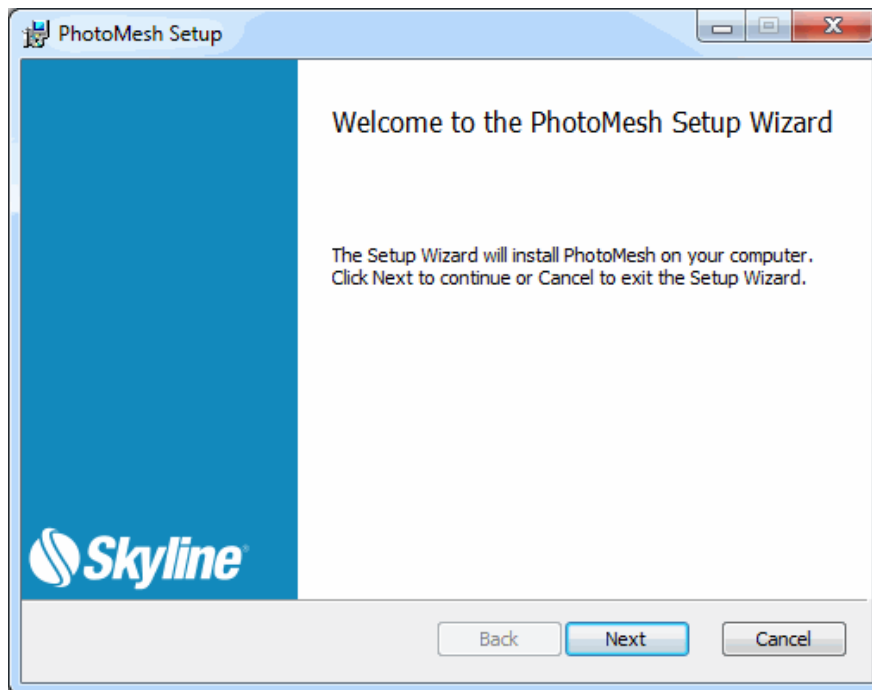 PhotoMesh Setup
Welcome to the PhotoMesh Setup Wizard
The Setup Wizard will install PhotoMesh on your computer.
Click Next to continue or Cancel to exit the Setup Wizard.
Skyline®
Back
Next
Cancel